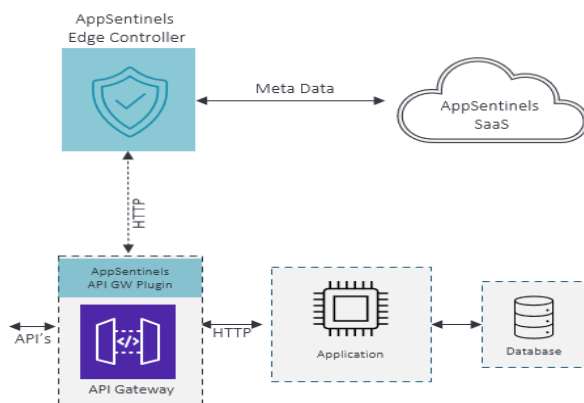 AppSentinels
Edge Controller
Meta Data
AppSentinels
SaaS
HTTP
AppSentinels
API GW Plugin
</>
API's
API Gateway
HTTP
Application
Database